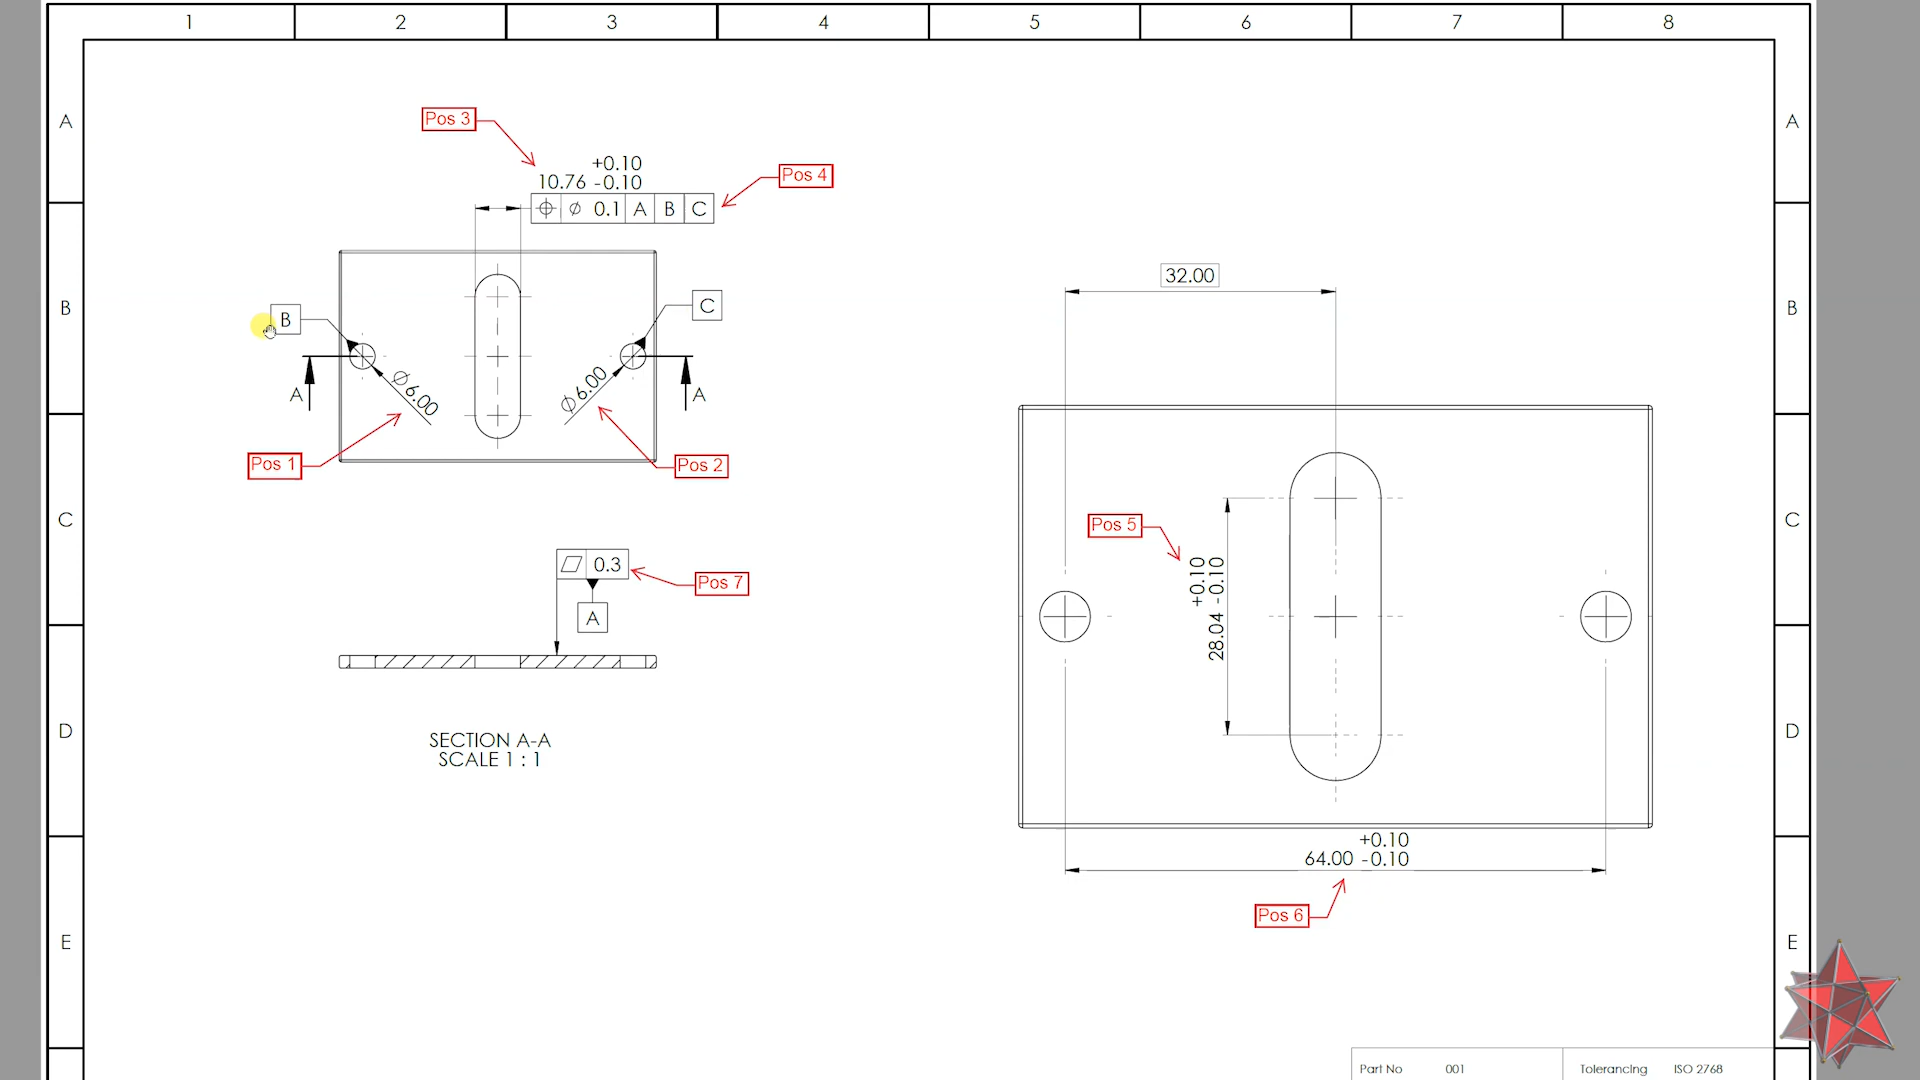 1 2 3 4 5 6 7 8
A A
Pos 3
+0.10
10.76 -0.10
Pos 4
⌖ ⌀ 0.1 A B C
B B
32.00
B
C
A A
⌀ 6.00
⌀ 6.00
Pos 1
Pos 2
C C
Pos 5
+0.10
28.04 -0.10
⏥ 0.3
Pos 7
A
D D
SECTION A-A
SCALE 1 : 1
+0.10
64.00 -0.10
Pos 6
E E
Part No 001 Tolerancing ISO 2768